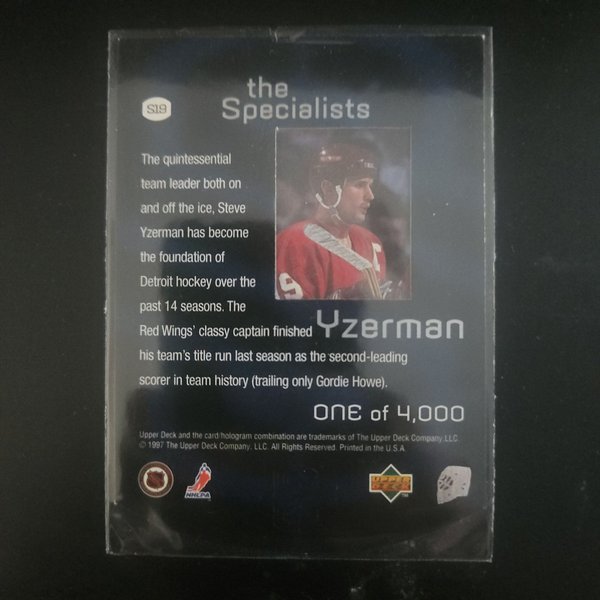 S19
the
Specialists
The quintessential
team leader both on
and off the ice, Steve
Yzerman has become
the foundation of
Detroit hockey over the
past 14 seasons. The
Red Wings' classy captain finished
Yzerman
his team's title run last season as the second-leading
scorer in team history (trailing only Gordie Howe).
ONE of 4,000
Upper Deck and the card/hologram combination are trademarks of The Upper Deck Company, LLC
© 1997 The Upper Deck Company, LLC. All Rights Reserved. Printed in the U.S.A.
NHLPA
UPPER
DECK
TM
C
9